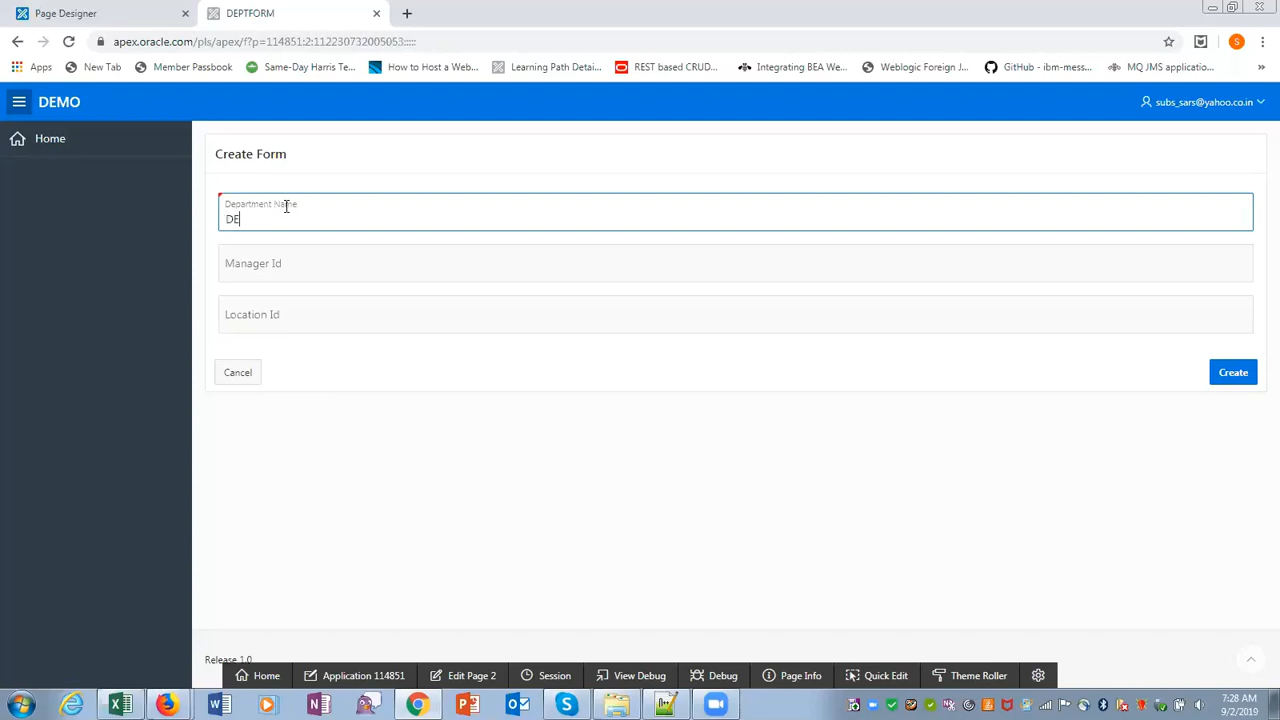 Page Designer
DEPTFORM
apex.oracle.com/pls/apex/f?p=114851:2:112230732005053:::::
S
Apps
New Tab
Member Passbook
Same-Day Harris Te...
How to Host a Web...
Learning Path Detai...
REST based CRUD...
Integrating BEA We...
Weblogic Foreign J...
GitHub - ibm-mess...
MQ JMS applicatio...
»
DEMO
subs_sars@yahoo.co.in
Home
Create Form
Department Name
DE
Manager Id
Location Id
Cancel
Create
Release 1.0
Home
Application 114851
Edit Page 2
Session
View Debug
Debug
Page Info
Quick Edit
Theme Roller
7:28 AM
9/2/2019